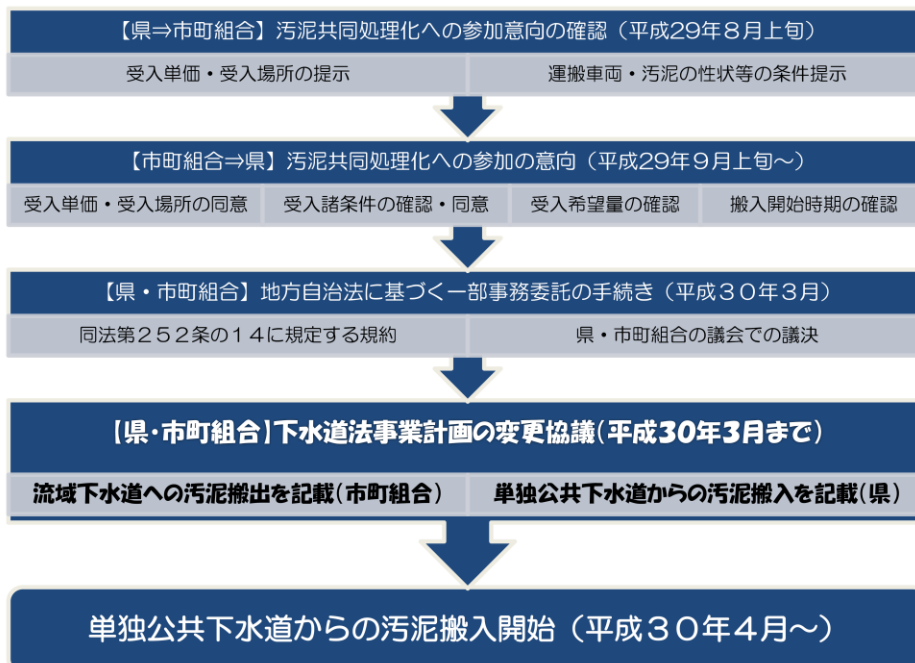 【県⇒市町組合】汚泥共同処理化への参加意向の確認（平成29年８月上旬）
受入単価・受入場所の提示
運搬車両・汚泥の性状等の条件提示
【市町組合⇒県】汚泥共同処理化への参加の意向（平成29年９月上旬～）
受入単価・受入場所の同意
受入諸条件の確認・同意
受入希望量の確認
搬入開始時期の確認
【県・市町組合】地方自治法に基づく一部事務委託の手続き（平成３０年３月）
同法第２５２条の１４に規定する規約
県・市町組合の議会での議決
【県・市町組合】下水道法事業計画の変更協議（平成30年3月まで）
流域下水道への汚泥搬出を記載（市町組合）
単独公共下水道からの汚泥搬入を記載（県）
単独公共下水道からの汚泥搬入開始（平成３０年４月～）